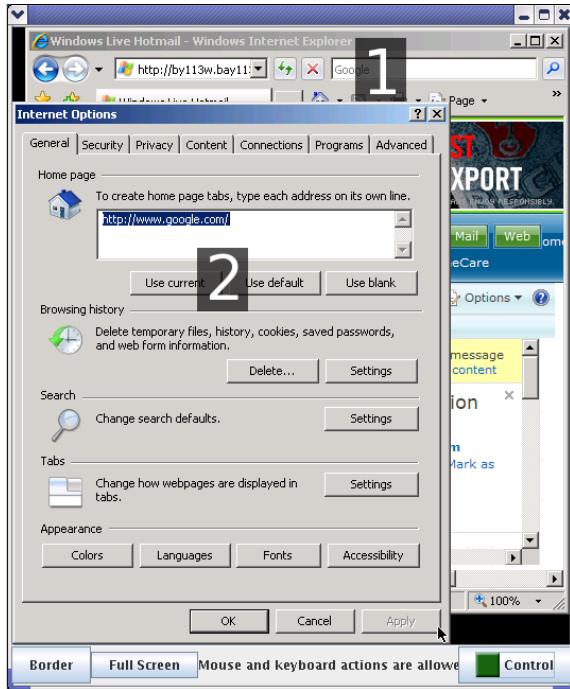 Windows Live Hotmail - Windows Internet Explorer
1
http://by113w.bay11
Google
Page
»
Internet Options
General Security Privacy Content Connections Programs Advanced
Home page
To create home page tabs, type each address on its own line.
http://www.google.com/
2
Use current Use default Use blank
Browsing history
Delete temporary files, history, cookies, saved passwords,
and web form information.
Delete... Settings
Search
Change search defaults.
Settings
Tabs
Change how webpages are displayed in
tabs.
Settings
Appearance
Colors Languages Fonts Accessibility
OK Cancel Apply
ST
XPORT
ENJOY RESPONSIBLY.
Mail Web ome
eCare
Options
message
content
ion
m
Mark as
100%
Border Full Screen Mouse and keyboard actions are allowe Control